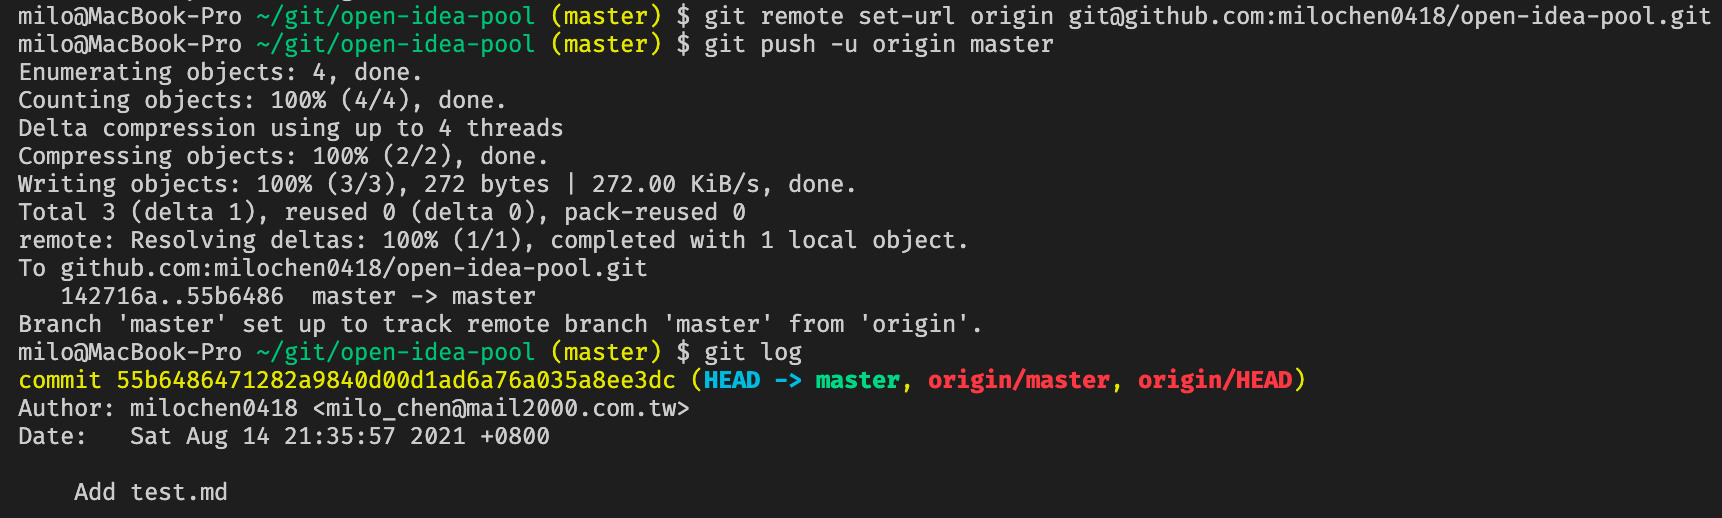 milo@MacBook-Pro ~/git/open-idea-pool (master) $ git remote set-url origin git@github.com:milochen0418/open-idea-pool.git
milo@MacBook-Pro ~/git/open-idea-pool (master) $ git push -u origin master
Enumerating objects: 4, done.
Counting objects: 100% (4/4), done.
Delta compression using up to 4 threads
Compressing objects: 100% (2/2), done.
Writing objects: 100% (3/3), 272 bytes | 272.00 KiB/s, done.
Total 3 (delta 1), reused 0 (delta 0), pack-reused 0
remote: Resolving deltas: 100% (1/1), completed with 1 local object.
To github.com:milochen0418/open-idea-pool.git
   142716a..55b6486  master -> master
Branch 'master' set up to track remote branch 'master' from 'origin'.
milo@MacBook-Pro ~/git/open-idea-pool (master) $ git log
commit 55b6486471282a9840d00d1ad6a76a035a8ee3dc (HEAD -> master, origin/master, origin/HEAD)
Author: milochen0418 <milo_chen@mail2000.com.tw>
Date:   Sat Aug 14 21:35:57 2021 +0800
    Add test.md